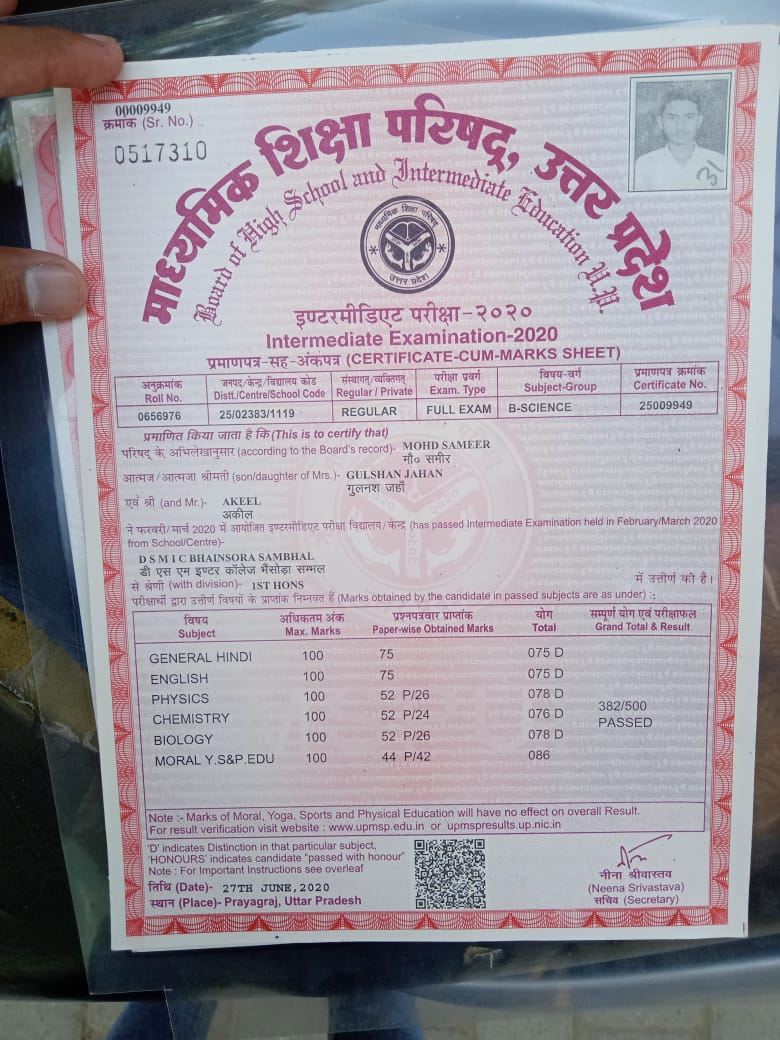 00009949
क्रमांक (Sr. No.)
0517310
31
माध्यमिक शिक्षा परिषद्, उत्तर प्रदेश
Board of High School and Intermediate Education U.P.
माध्यमिक शिक्षा परिषद्
उत्तर प्रदेश
इण्टरमीडिएट परीक्षा-२०२०
Intermediate Examination-2020
प्रमाणपत्र-सह-अंकपत्र (CERTIFICATE-CUM-MARKS SHEET)
अनुक्रमांक जनपद/केन्द्र/विद्यालय कोड संस्थागत/व्यक्तिगत परीक्षा प्रवर्ग विषय-वर्ग प्रमाणपत्र क्रमांक
Roll No. Distt./Centre/School Code Regular / Private Exam. Type Subject-Group Certificate No.
0656976 25/02383/1119 REGULAR FULL EXAM B-SCIENCE 25009949
प्रमाणित किया जाता है कि (This is to certify that)
परिषद के अभिलेखानुसार (according to the Board's record)- MOHD SAMEER
मौ० समीर
आत्मज/आत्मजा श्रीमती (son/daughter of Mrs.)- GULSHAN JAHAN
गुलनश जहाँ
एवं श्री (and Mr.)- AKEEL
अकील
ने फरवरी/मार्च 2020 में आयोजित इण्टरमीडिएट परीक्षा विद्यालय/केन्द्र (has passed Intermediate Examination held in February/March 2020
from School/Centre)-
D S M I C BHAINSORA SAMBHAL
डी एस एम इण्टर कॉलेज भैंसोड़ा सम्भल
से श्रेणी (with division)- 1ST HONS में उत्तीर्ण की है।
परीक्षार्थी द्वारा उत्तीर्ण विषयों के प्राप्तांक निम्नवत हैं (Marks obtained by the candidate in passed subjects are as under) :-
विषय अधिकतम अंक प्रश्नपत्रवार प्राप्तांक योग सम्पूर्ण योग एवं परीक्षाफल
Subject Max. Marks Paper-wise Obtained Marks Total Grand Total & Result
GENERAL HINDI 100 75 075 D
ENGLISH 100 75 075 D
PHYSICS 100 52 P/26 078 D
382/500
CHEMISTRY 100 52 P/24 076 D
PASSED
BIOLOGY 100 52 P/26 078 D
MORAL Y.S&P.EDU 100 44 P/42 086
Note :- Marks of Moral, Yoga, Sports and Physical Education will have no effect on overall Result.
For result verification visit website : www.upmsp.edu.in or upmspresults.up.nic.in
'D' indicates Distinction in that particular subject,
'HONOURS' indicates candidate "passed with honour"
Note : For Important Instructions see overleaf
तिथि (Date)- 27TH JUNE,2020
स्थान (Place)- Prayagraj, Uttar Pradesh
नीना श्रीवास्तव
(Neena Srivastava)
सचिव (Secretary)